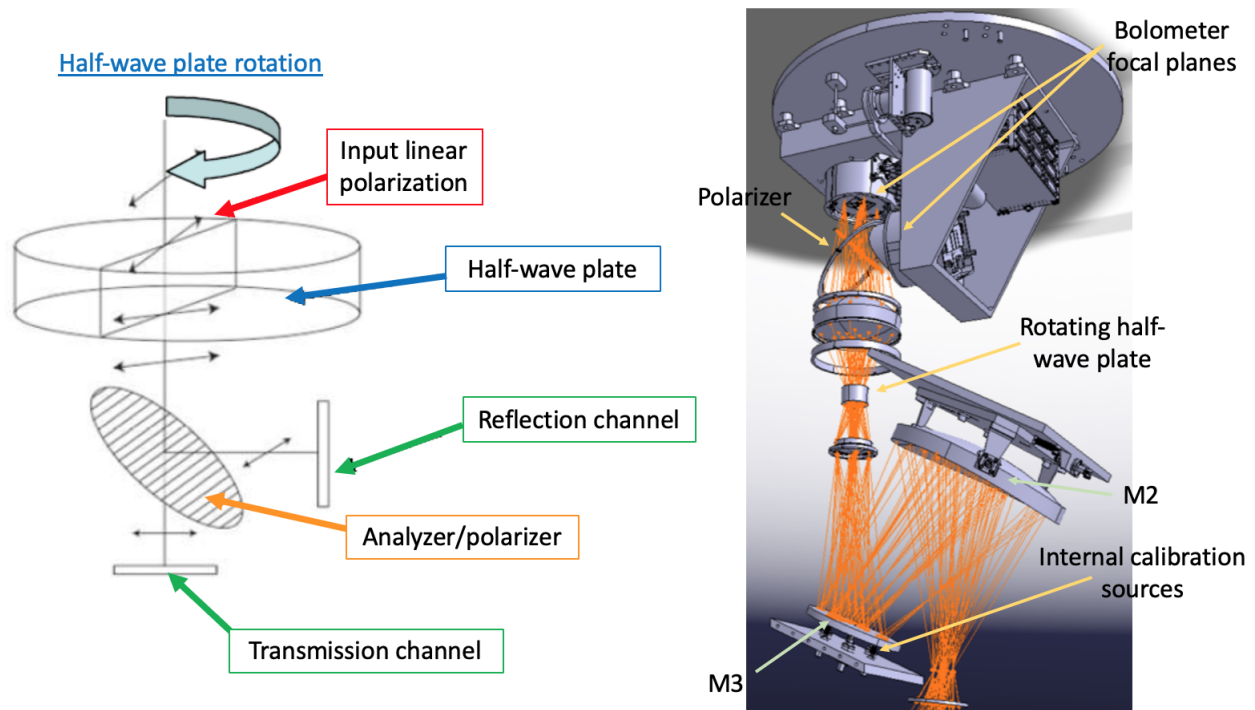 Half-wave plate rotation
Input linear
polarization
Half-wave plate
Reflection channel
Analyzer/polarizer
Transmission channel
Bolometer
focal planes
Polarizer
Rotating half-
wave plate
M2
Internal calibration
sources
M3